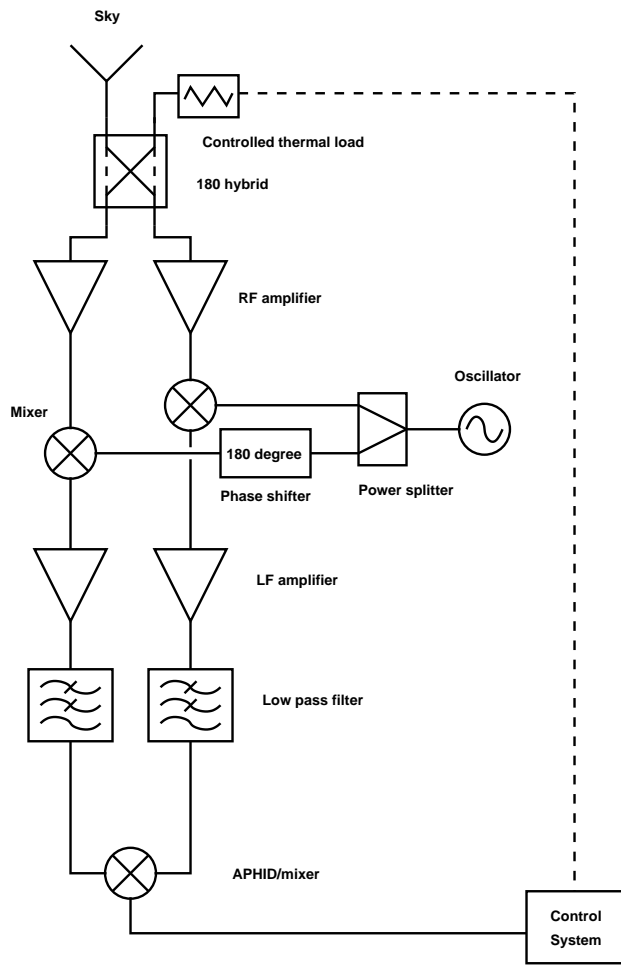 Sky
Controlled thermal load
180 hybrid
RF amplifier
Oscillator
Mixer
180 degree
Phase shifter
Power splitter
LF amplifier
Low pass filter
APHID/mixer
Control
System